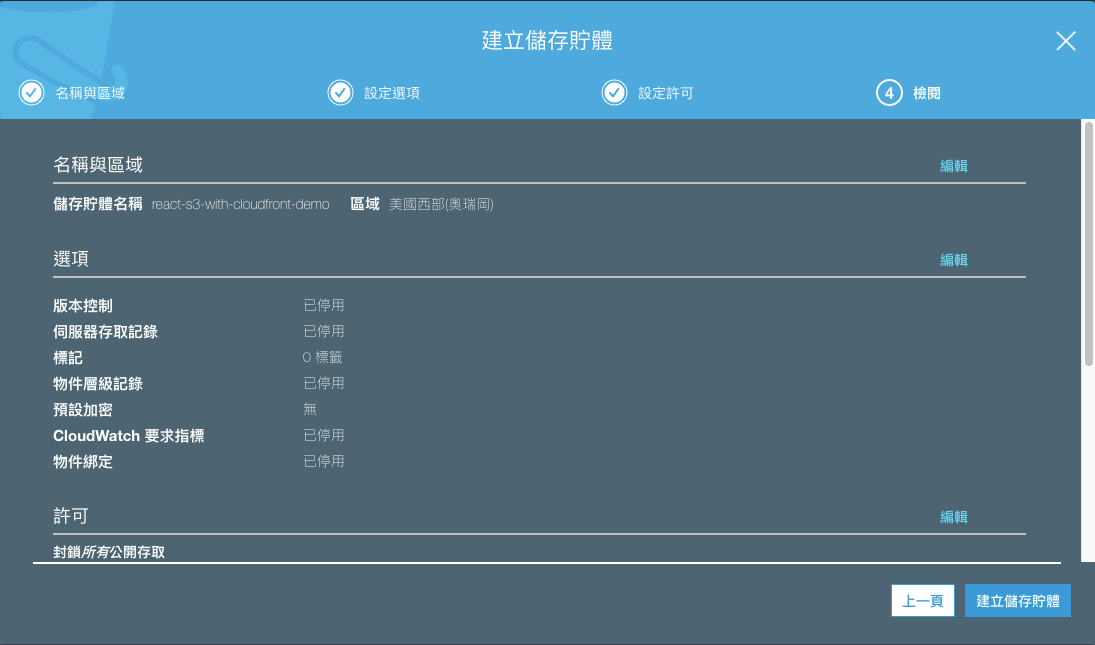 建立儲存貯體
名稱與區域 設定選項 設定許可 4 檢閱
名稱與區域 編輯
儲存貯體名稱 react-s3-with-cloudfront-demo 區域 美國西部(奧瑞岡)
選項 編輯
版本控制 已停用
伺服器存取記錄 已停用
標記 0 標籤
物件層級記錄 已停用
預設加密 無
CloudWatch 要求指標 已停用
物件綁定 已停用
許可 編輯
封鎖所有公開存取
上一頁 建立儲存貯體